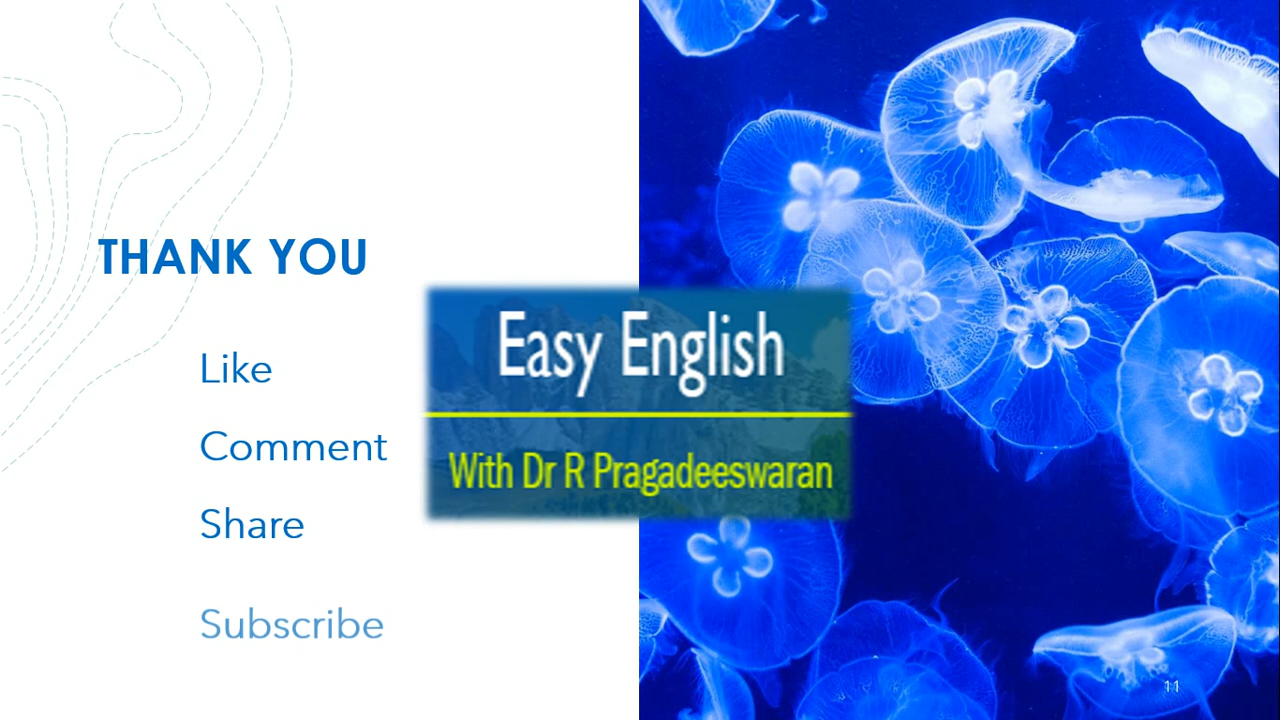 THANK YOU
Like
Comment
Share
Subscribe
Easy English
With Dr R Pragadeeswaran
11